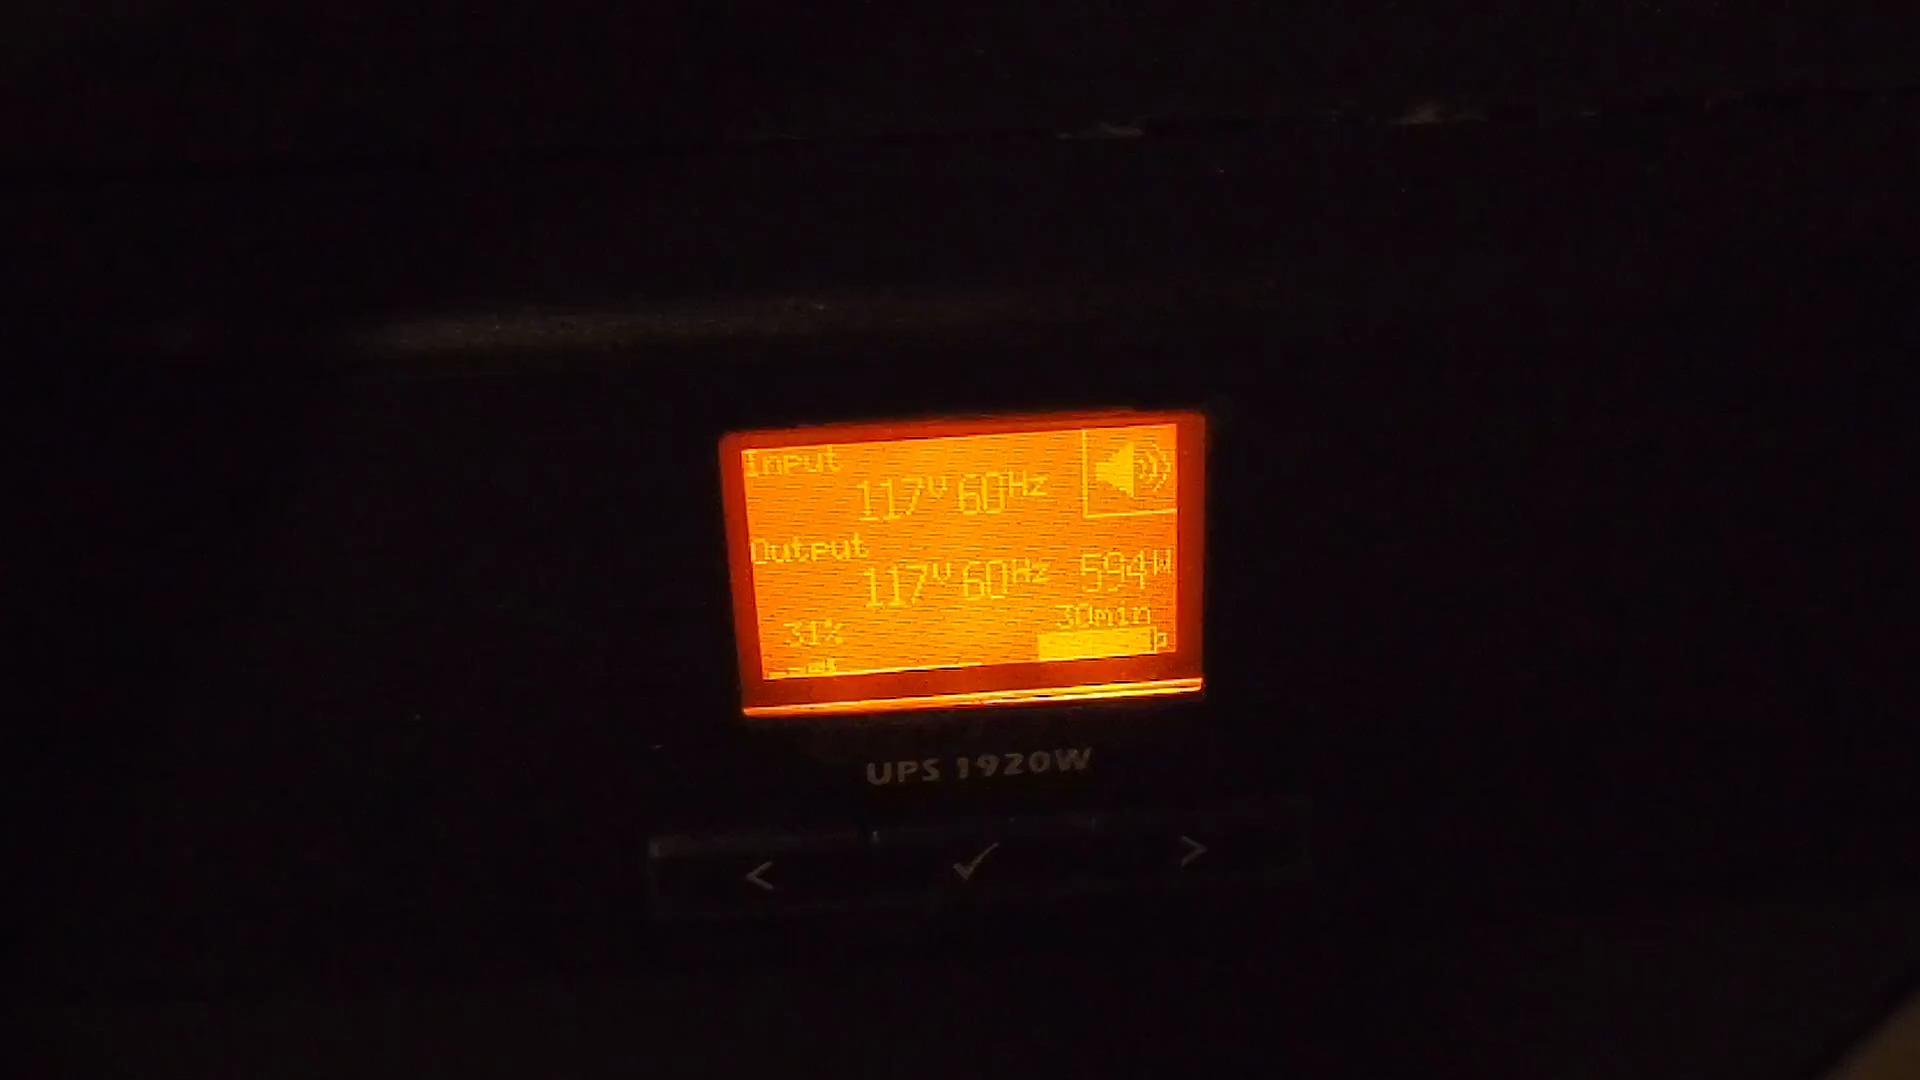 Input
117V 60Hz
Output
117V 60Hz 594W
31% 30min
UPS 1920W
< ✓ >